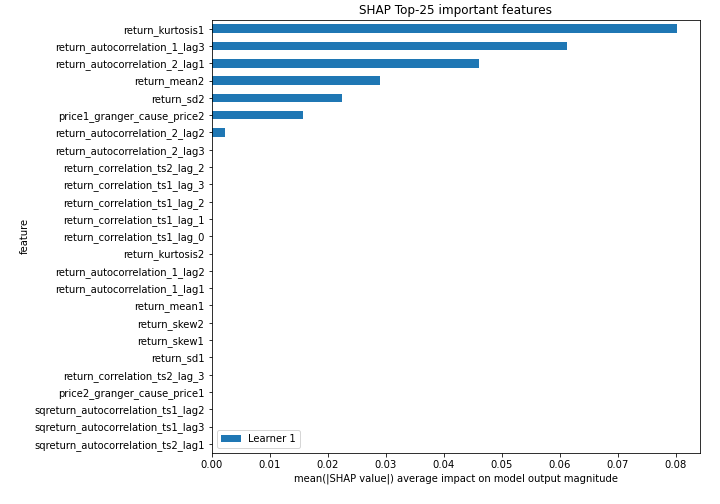 SHAP Top-25 important features
return_kurtosis1
return_autocorrelation_1_lag3
return_autocorrelation_2_lag1
return_mean2
return_sd2
price1_granger_cause_price2
return_autocorrelation_2_lag2
return_autocorrelation_2_lag3
return_correlation_ts2_lag_2
return_correlation_ts1_lag_3
return_correlation_ts1_lag_2
return_correlation_ts1_lag_1
return_correlation_ts1_lag_0
return_kurtosis2
return_autocorrelation_1_lag2
return_autocorrelation_1_lag1
return_mean1
return_skew2
return_skew1
return_sd1
return_correlation_ts2_lag_3
price2_granger_cause_price1
sqreturn_autocorrelation_ts1_lag2
sqreturn_autocorrelation_ts1_lag3
sqreturn_autocorrelation_ts2_lag1
feature
Learner 1
0.00 0.01 0.02 0.03 0.04 0.05 0.06 0.07 0.08
mean(|SHAP value|) average impact on model output magnitude